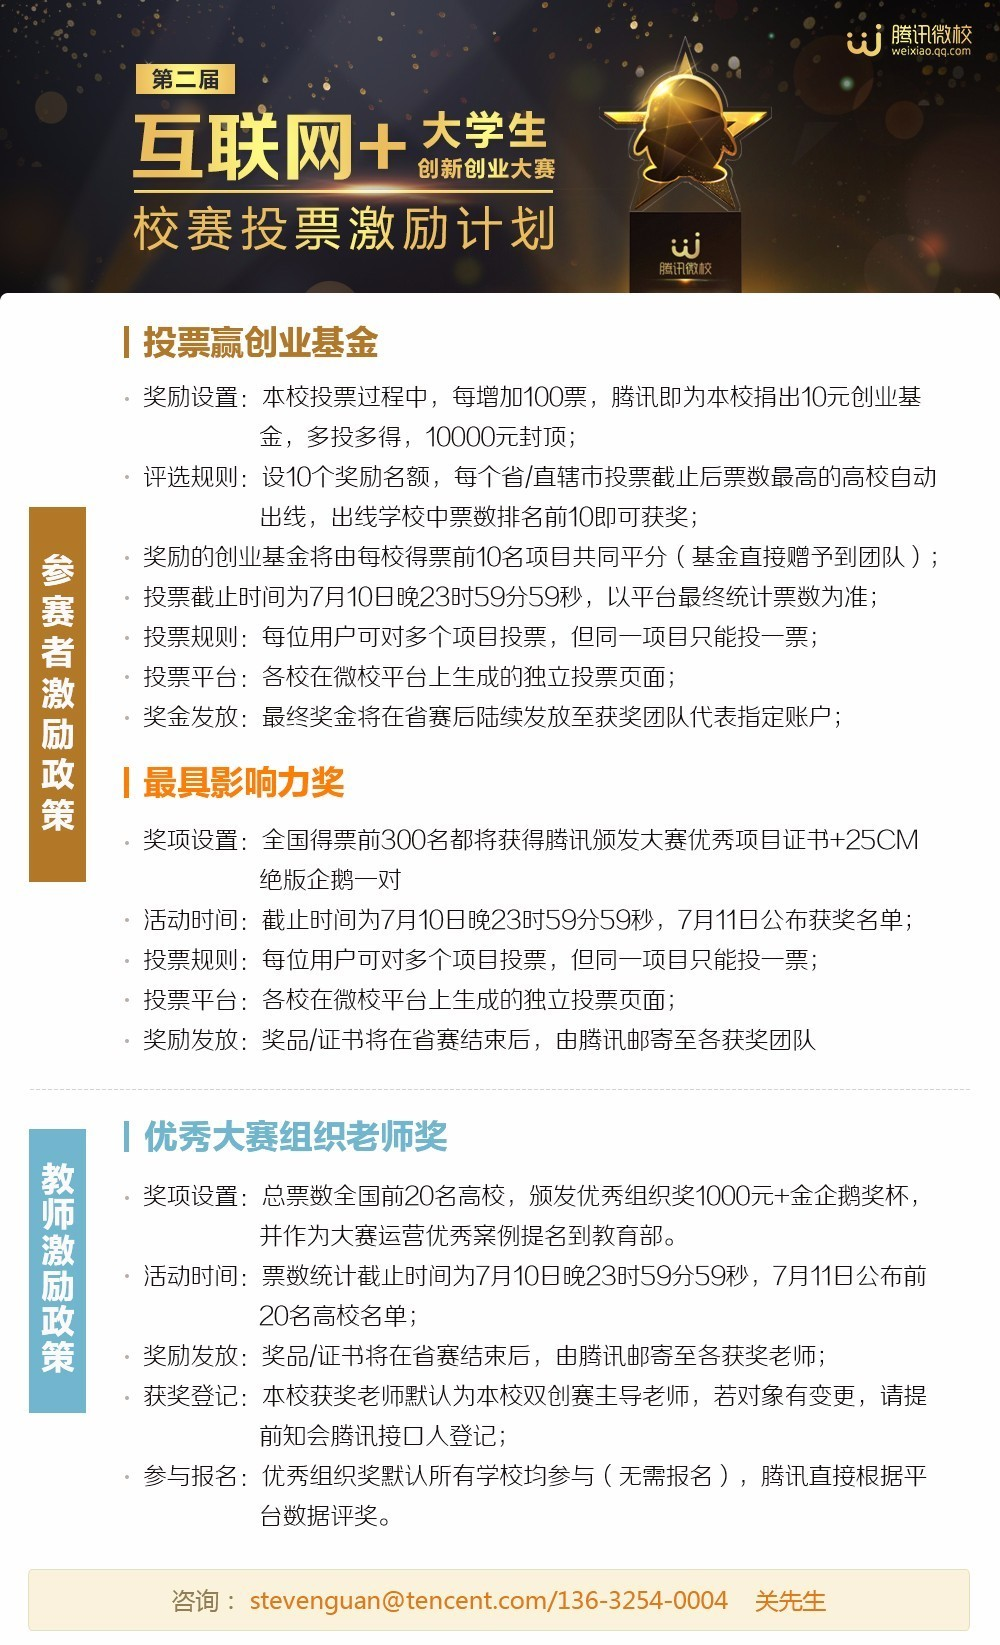 腾讯微校
weixiao.qq.com
第二届
互联网+ 大学生
创新创业大赛
校赛投票激励计划
腾讯微校
参赛者激励政策
投票赢创业基金
· 奖励设置：本校投票过程中，每增加100票，腾讯即为本校捐出10元创业基
金，多投多得，10000元封顶；
· 评选规则：设10个奖励名额，每个省/直辖市投票截止后票数最高的高校自动
出线，出线学校中票数排名前10即可获奖；
· 奖励的创业基金将由每校得票前10名项目共同平分（基金直接赠予到团队）；
· 投票截止时间为7月10日晚23时59分59秒，以平台最终统计票数为准；
· 投票规则：每位用户可对多个项目投票，但同一项目只能投一票；
· 投票平台：各校在微校平台上生成的独立投票页面；
· 奖金发放：最终奖金将在省赛后陆续发放至获奖团队代表指定账户；
最具影响力奖
· 奖项设置：全国得票前300名都将获得腾讯颁发大赛优秀项目证书+25CM
绝版企鹅一对
· 活动时间：截止时间为7月10日晚23时59分59秒，7月11日公布获奖名单；
· 投票规则：每位用户可对多个项目投票，但同一项目只能投一票；
· 投票平台：各校在微校平台上生成的独立投票页面；
· 奖励发放：奖品/证书将在省赛结束后，由腾讯邮寄至各获奖团队
教师激励政策
优秀大赛组织老师奖
· 奖项设置：总票数全国前20名高校，颁发优秀组织奖1000元+金企鹅奖杯，
并作为大赛运营优秀案例提名到教育部。
· 活动时间：票数统计截止时间为7月10日晚23时59分59秒，7月11日公布前
20名高校名单；
· 奖励发放：奖品/证书将在省赛结束后，由腾讯邮寄至各获奖老师；
· 获奖登记：本校获奖老师默认为本校双创赛主导老师，若对象有变更，请提
前知会腾讯接口人登记；
· 参与报名：优秀组织奖默认所有学校均参与（无需报名），腾讯直接根据平
台数据评奖。
咨询：stevenguan@tencent.com/136-3254-0004 关先生